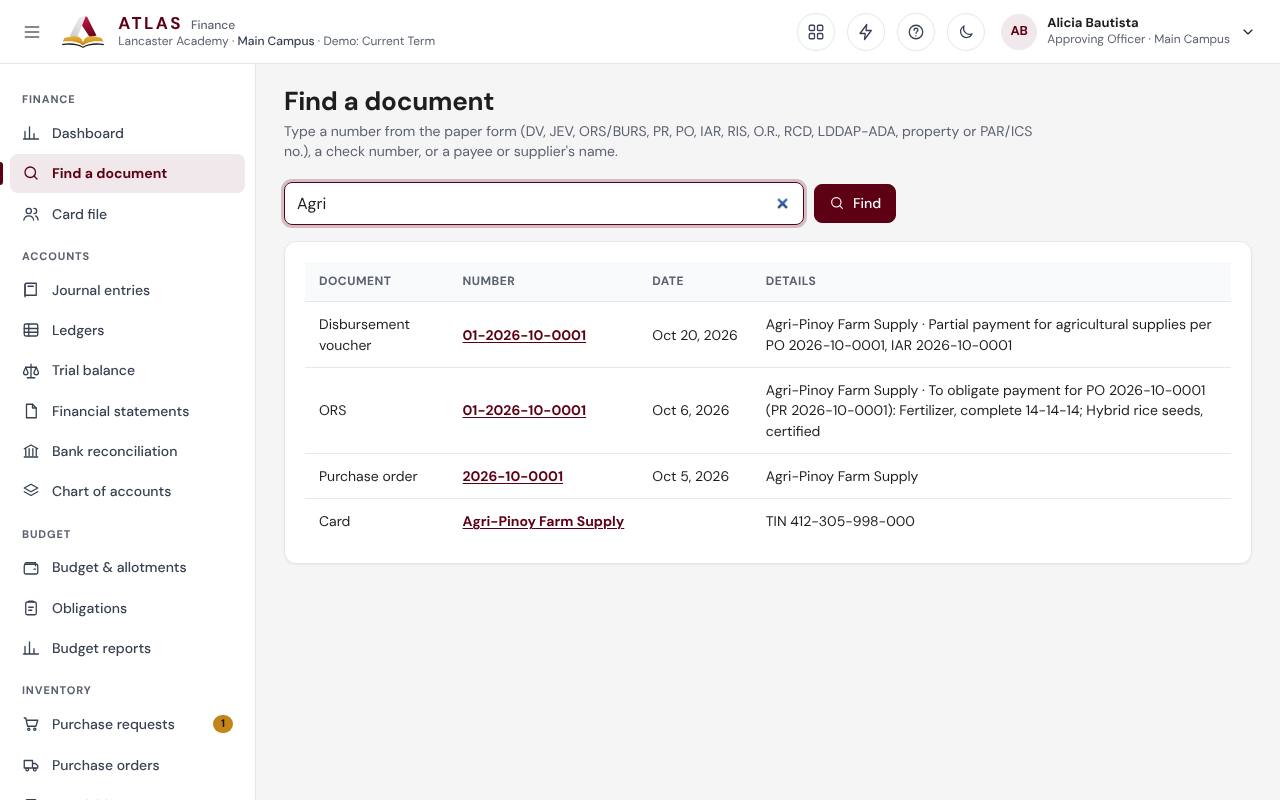 ATLAS Finance
Lancaster Academy · Main Campus · Demo: Current Term
AB
Alicia Bautista
Approving Officer · Main Campus
FINANCE
Dashboard
Find a document
Card file
ACCOUNTS
Journal entries
Ledgers
Trial balance
Financial statements
Bank reconciliation
Chart of accounts
BUDGET
Budget & allotments
Obligations
Budget reports
INVENTORY
Purchase requests 1
Purchase orders
Find a document
Type a number from the paper form (DV, JEV, ORS/BURS, PR, PO, IAR, RIS, O.R., RCD, LDDAP-ADA, property or PAR/ICS
no.), a check number, or a payee or supplier's name.
Agri
Find
DOCUMENT NUMBER DATE DETAILS
Disbursement
voucher
01-2026-10-0001
Oct 20, 2026
Agri-Pinoy Farm Supply · Partial payment for agricultural supplies per
PO 2026-10-0001, IAR 2026-10-0001
ORS
01-2026-10-0001
Oct 6, 2026
Agri-Pinoy Farm Supply · To obligate payment for PO 2026-10-0001
(PR 2026-10-0001): Fertilizer, complete 14-14-14; Hybrid rice seeds,
certified
Purchase order 2026-10-0001 Oct 5, 2026 Agri-Pinoy Farm Supply
Card Agri-Pinoy Farm Supply TIN 412-305-998-000